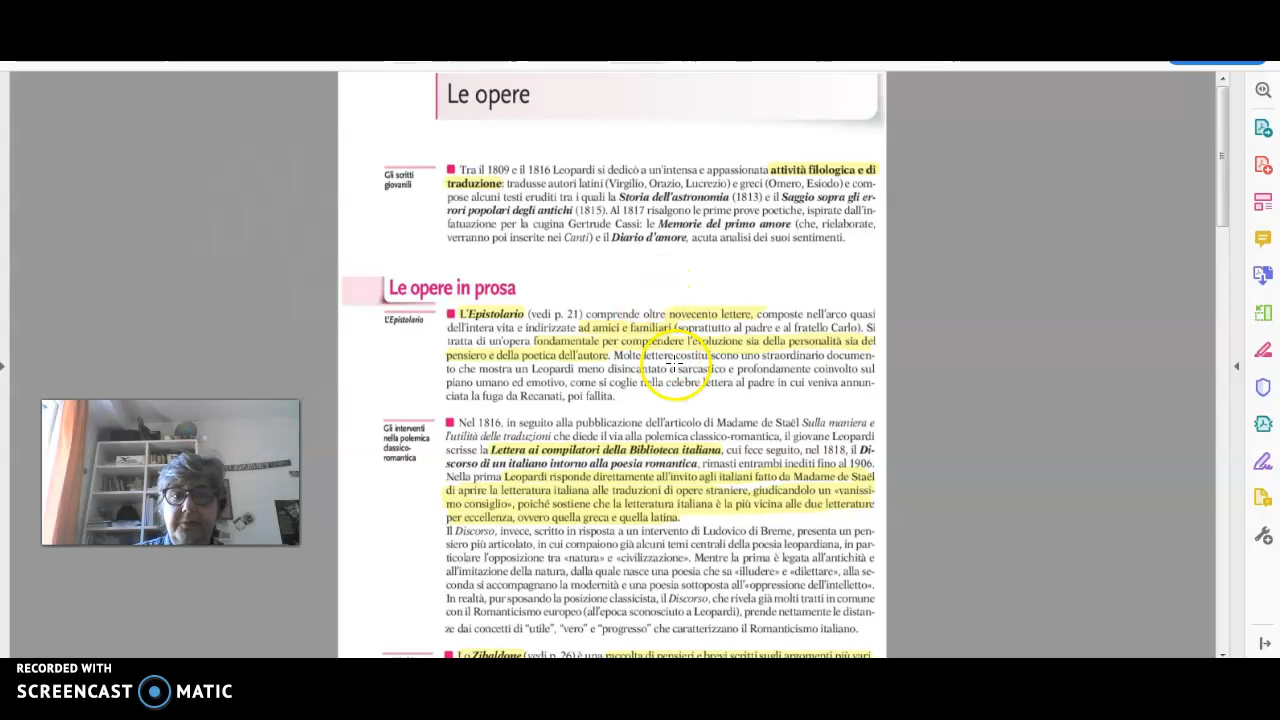 Le opere
Gli scritti
giovanili
Tra il 1809 e il 1816 Leopardi si dedicò a un'intensa e appassionata attività filologica e di
traduzione: tradusse autori latini (Virgilio, Orazio, Lucrezio) e greci (Omero, Esiodo) e com-
pose alcuni testi eruditi tra i quali la Storia dell'astronomia (1813) e il Saggio sopra gli er-
rori popolari degli antichi (1815). Al 1817 risalgono le prime prove poetiche, ispirate dall'in-
fatuazione per la cugina Gertrude Cassi: le Memorie del primo amore (che, rielaborate,
verranno poi inserite nei Canti) e il Diario d'amore, acuta analisi dei suoi sentimenti.
Le opere in prosa
L'Epistolario
L'Epistolario (vedi p. 21) comprende oltre novecento lettere, composte nell'arco quasi
dell'intera vita e indirizzate ad amici e familiari (soprattutto al padre e al fratello Carlo). Si
tratta di un'opera fondamentale per comprendere l'evoluzione sia della personalità sia del
pensiero e della poetica dell'autore. Molte lettere costituiscono uno straordinario documen-
to che mostra un Leopardi meno disincantato e sarcastico e profondamente coinvolto sul
piano umano ed emotivo, come si coglie nella celebre lettera al padre in cui veniva annun-
ciata la fuga da Recanati, poi fallita.
Gli interventi
nella polemica
classico-
romantica
Nel 1816, in seguito alla pubblicazione dell'articolo di Madame de Staël Sulla maniera e
l'utilità delle traduzioni che diede il via alla polemica classico-romantica, il giovane Leopardi
scrisse la Lettera ai compilatori della Biblioteca italiana, cui fece seguito, nel 1818, il Di-
scorso di un italiano intorno alla poesia romantica, rimasti entrambi inediti fino al 1906.
Nella prima Leopardi risponde direttamente all'invito agli italiani fatto da Madame de Staël
di aprire la letteratura italiana alle traduzioni di opere straniere, giudicandolo un «vanissi-
mo consiglio», poiché sostiene che la letteratura italiana è la più vicina alle due letterature
per eccellenza, ovvero quella greca e quella latina.
Il Discorso, invece, scritto in risposta a un intervento di Ludovico di Breme, presenta un pen-
siero più articolato, in cui compaiono già alcuni temi centrali della poesia leopardiana, in par-
ticolare l'opposizione tra «natura» e «civilizzazione». Mentre la prima è legata all'antichità e
all'imitazione della natura, dalla quale nasce una poesia che sa «illudere» e «dilettare», alla se-
conda si accompagnano la modernità e una poesia sottoposta all'«oppressione dell'intelletto».
In realtà, pur sposando la posizione classicista, il Discorso, che rivela già molti tratti in comune
con il Romanticismo europeo (all'epoca sconosciuto a Leopardi), prende nettamente le distan-
ze dai concetti di "utile", "vero" e "progresso" che caratterizzano il Romanticismo italiano.
Lo Zibaldone (vedi p. 26) è una raccolta di pensieri e brevi scritti sugli argomenti più vari
RECORDED WITH
SCREENCAST MATIC